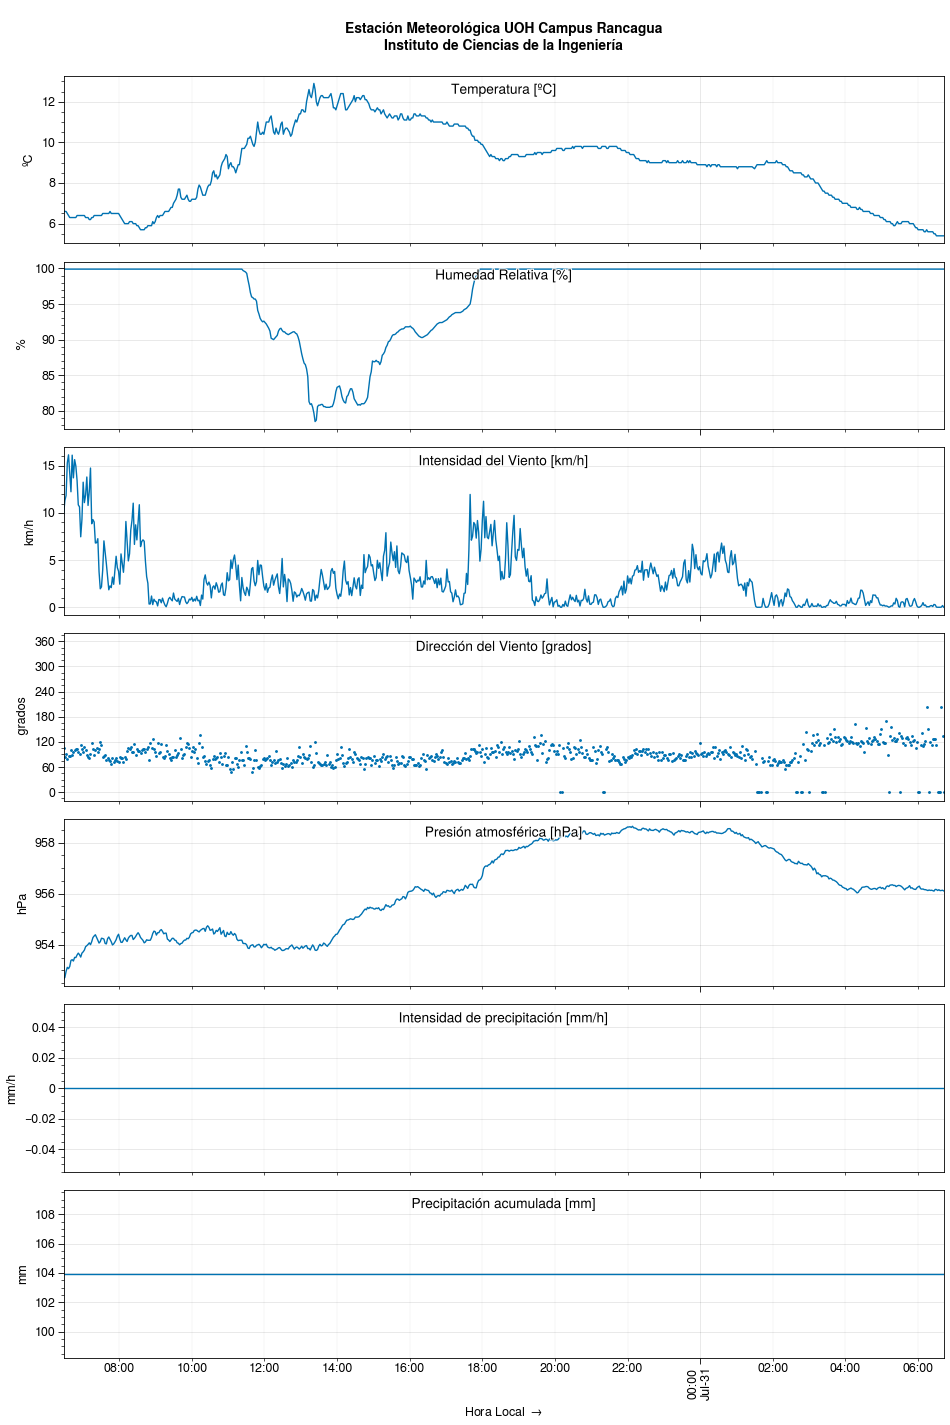 Estación Meteorológica UOH Campus Rancagua
Instituto de Ciencias de la Ingeniería
Temperatura [ºC]
ºC
12
10
8
6
Humedad Relativa [%]
%
100
95
90
85
80
Intensidad del Viento [km/h]
km/h
15
10
5
0
Dirección del Viento [grados]
grados
360
300
240
180
120
60
0
Presión atmosférica [hPa]
hPa
958
956
954
Intensidad de precipitación [mm/h]
mm/h
0.04
0.02
0
−0.02
−0.04
Precipitación acumulada [mm]
mm
108
106
104
102
100
08:00 10:00 12:00 14:00 16:00 18:00 20:00 22:00 00:00 02:00 04:00 06:00
Jul-31
Hora Local →